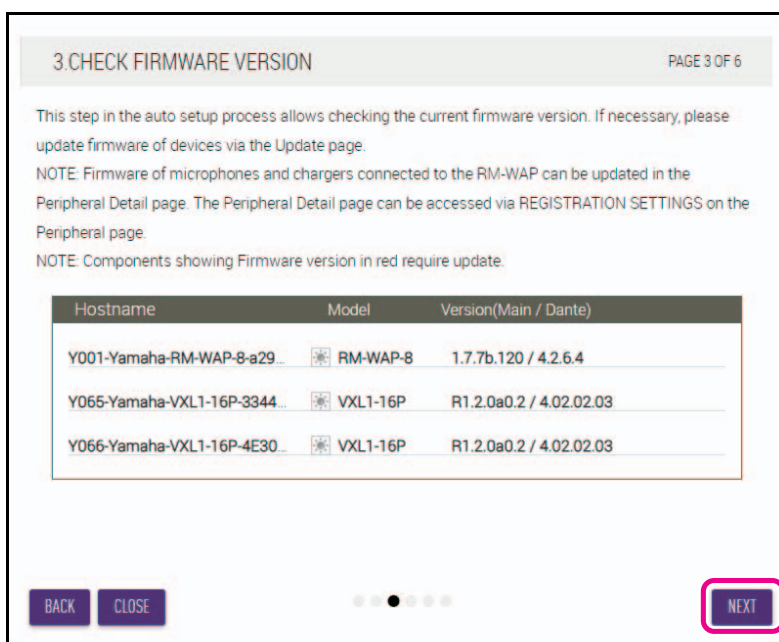 3.CHECK FIRMWARE VERSION PAGE 3 OF 6
This step in the auto setup process allows checking the current firmware version. If necessary, please
update firmware of devices via the Update page.
NOTE: Firmware of microphones and chargers connected to the RM-WAP can be updated in the
Peripheral Detail page. The Peripheral Detail page can be accessed via REGISTRATION SETTINGS on the
Peripheral page.
NOTE: Components showing Firmware version in red require update.
Hostname Model Version(Main / Dante)
Y001-Yamaha-RM-WAP-8-a29... RM-WAP-8 1.7.7b.120 / 4.2.6.4
Y065-Yamaha-VXL1-16P-3344... VXL1-16P R1.2.0a0.2 / 4.02.02.03
Y066-Yamaha-VXL1-16P-4E30... VXL1-16P R1.2.0a0.2 / 4.02.02.03
BACK CLOSE NEXT